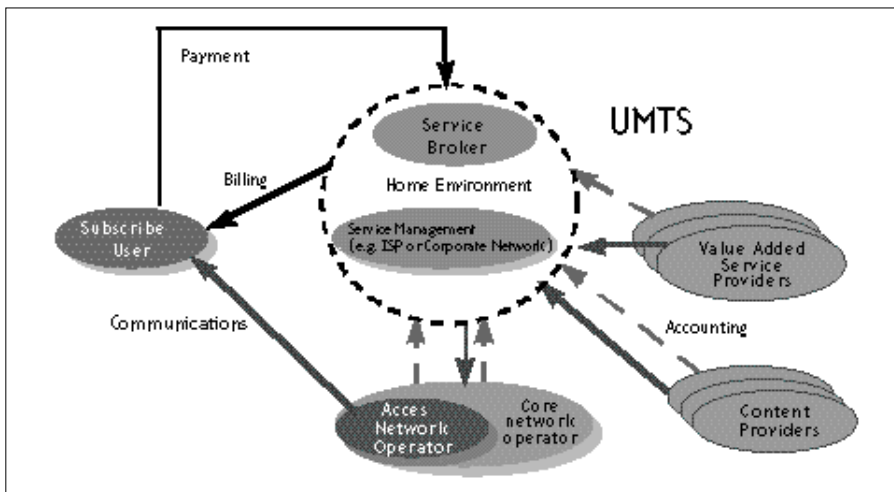 Payment
UMTS
Service
Broker
Billing
Home Environment
Subscribe
User
Service Management
(e.g. ISP or Corporate Network)
Value Added
Service
Providers
Communications
Accounting
Acces
Network
Operator
Core
network
operator
Content
Providers